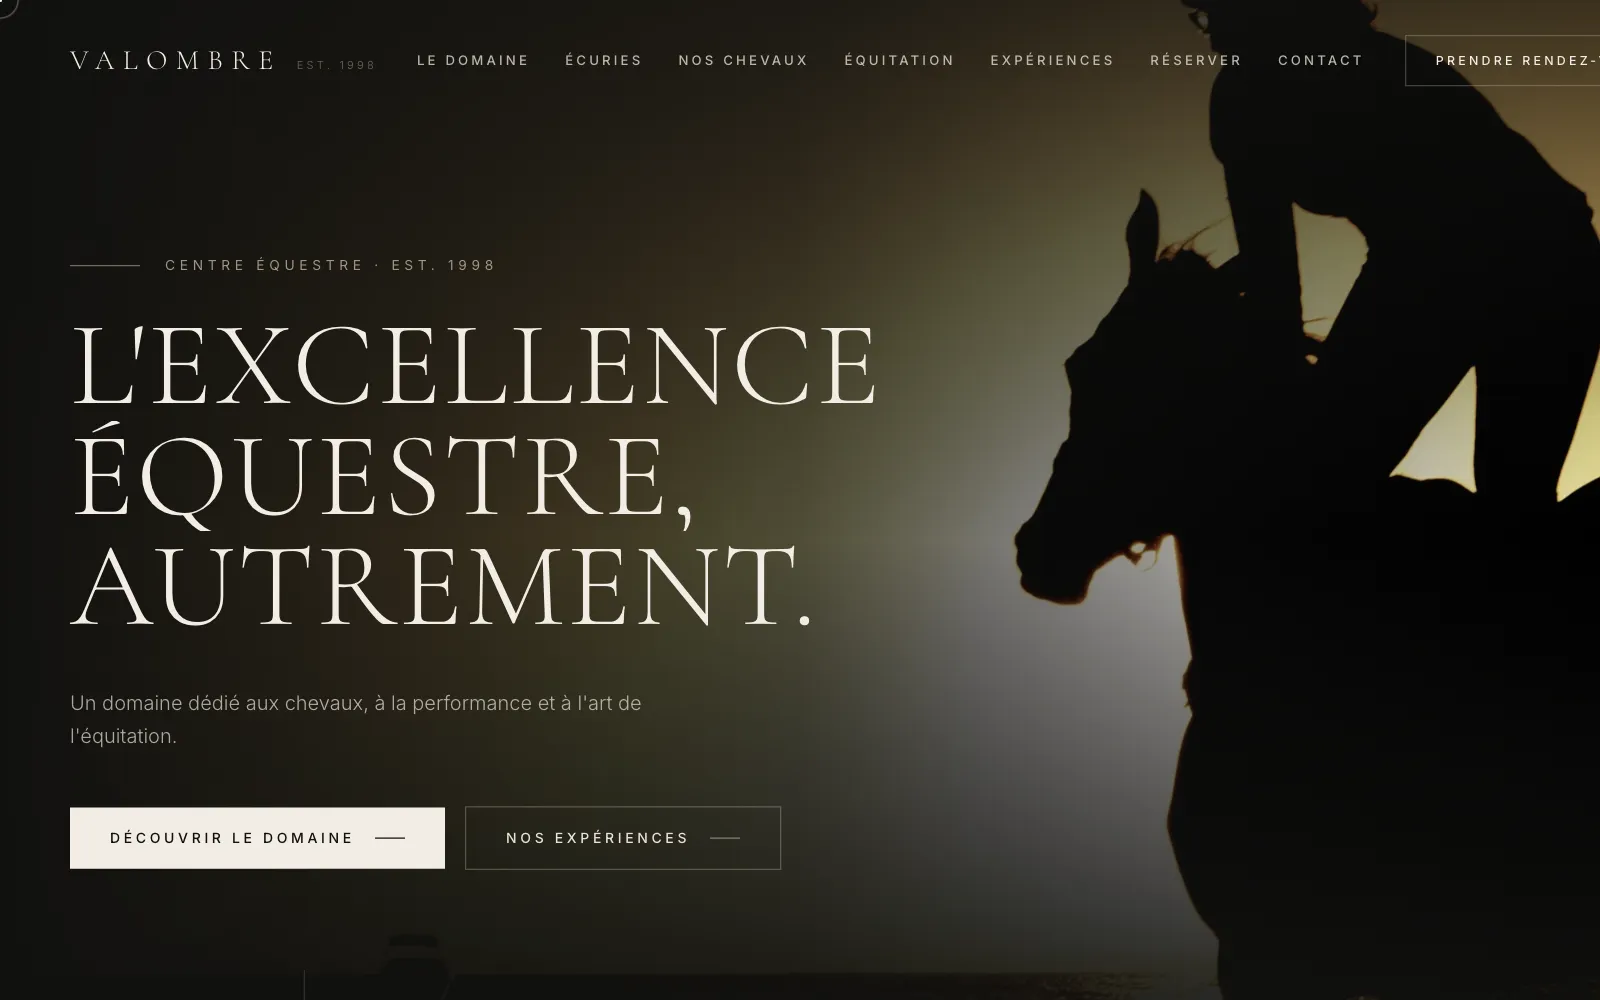 VALOMBRE EST. 1998 LE DOMAINE ÉCURIES NOS CHEVAUX ÉQUITATION EXPÉRIENCES RÉSERVER CONTACT PRENDRE
CENTRE ÉQUESTRE · EST. 1998
L'EXCELLENCE
ÉQUESTRE,
AUTREMENT.
Un domaine dédié aux chevaux, à la performance et à l'art de
l'équitation.
DÉCOUVRIR LE DOMAINE
NOS EXPÉRIENCES